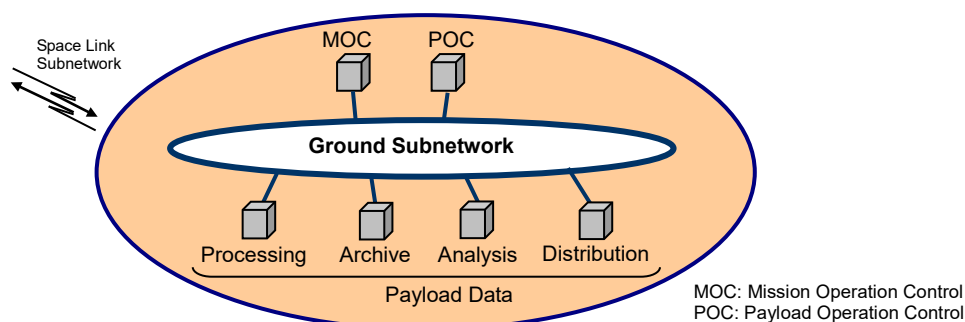 Space Link
Subnetwork
MOC POC
Ground Subnetwork
Processing Archive Analysis Distribution
Payload Data
MOC: Mission Operation Control
POC: Payload Operation Control